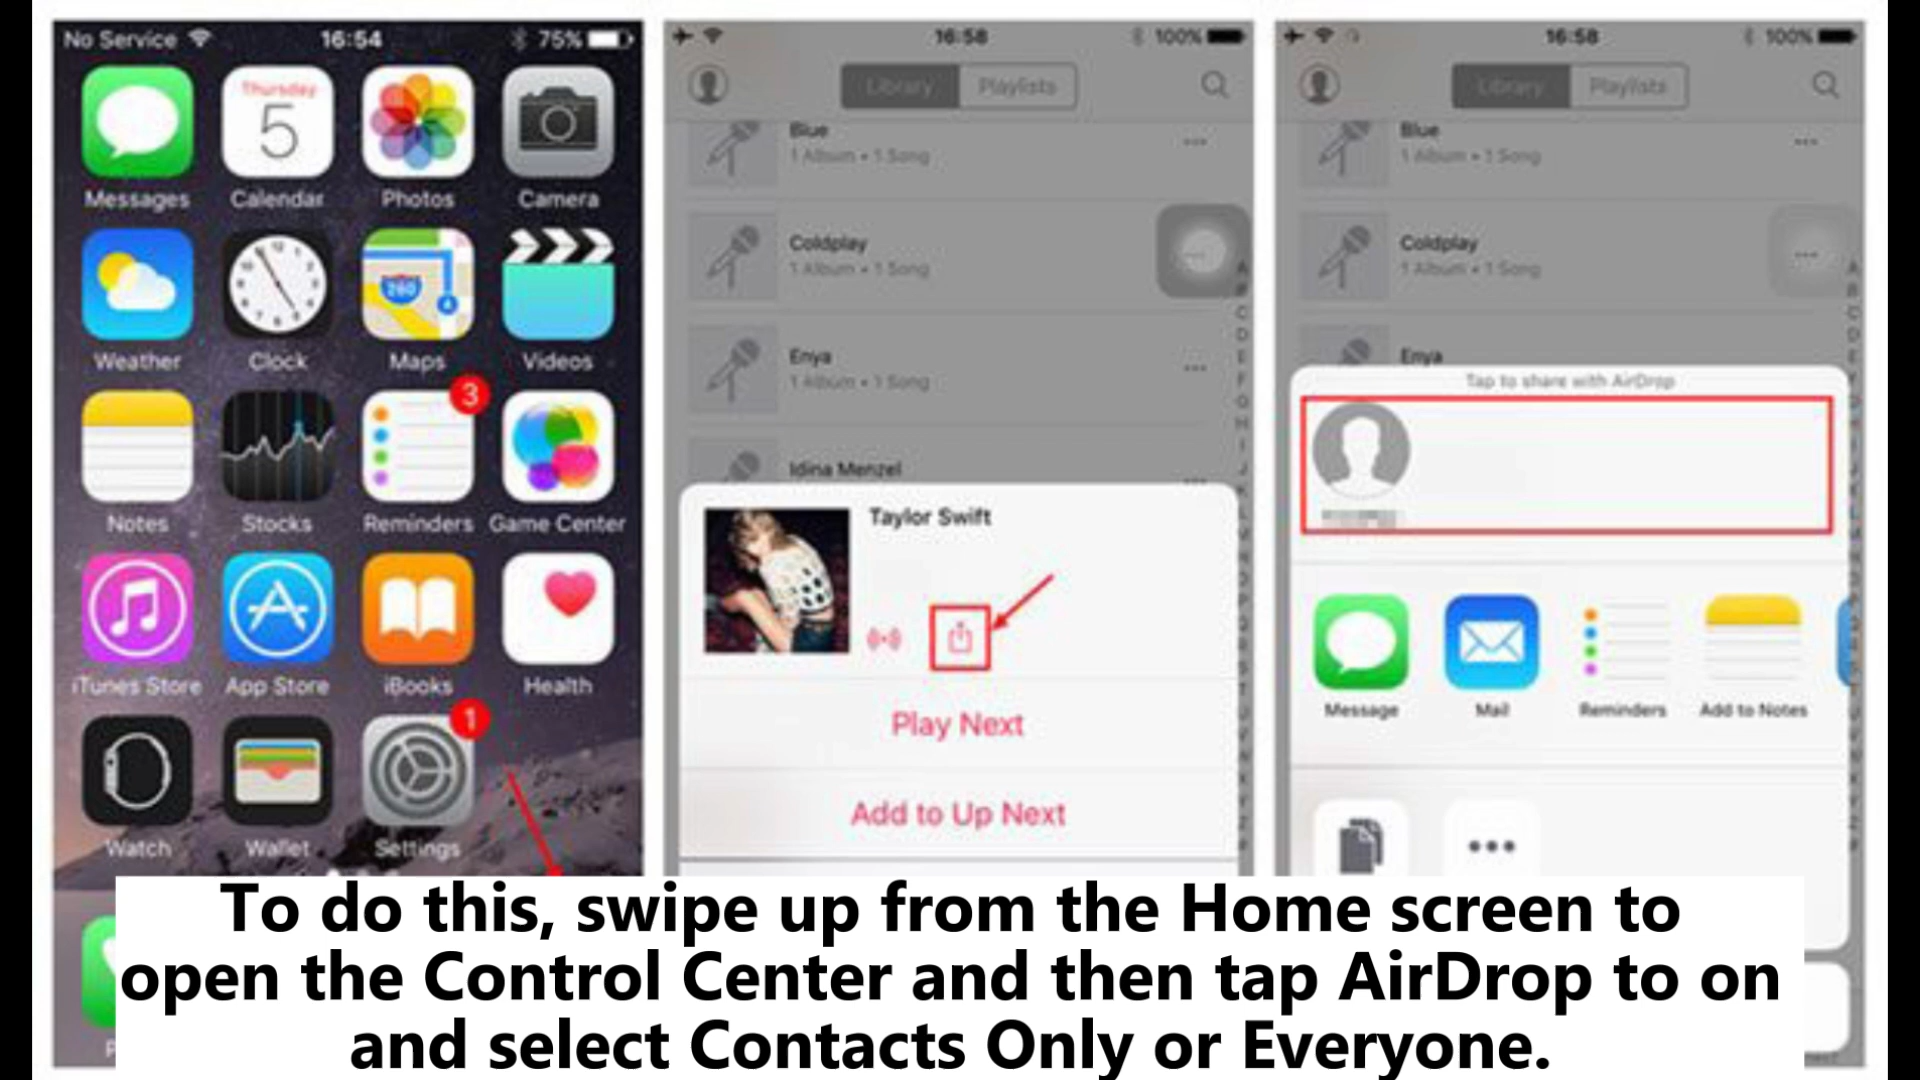 No Service 16:54 75%
Thursday
5
Messages Calendar Photos Camera
280
Weather Clock Maps Videos
3
Notes Stocks Reminders Game Center
iTunes Store App Store iBooks Health
1
Watch Wallet Settings
16:58 100%
Library Playlists
Blue
1 Album • 1 Song
Coldplay
1 Album • 1 Song
Enya
1 Album • 1 Song
Idina Menzel
Taylor Swift
Play Next
Add to Up Next
16:58 100%
Library Playlists
Blue
1 Album • 1 Song
Coldplay
1 Album • 1 Song
Enya
Tap to share with AirDrop
Message Mail Reminders Add to Notes
To do this, swipe up from the Home screen to
open the Control Center and then tap AirDrop to on
and select Contacts Only or Everyone.